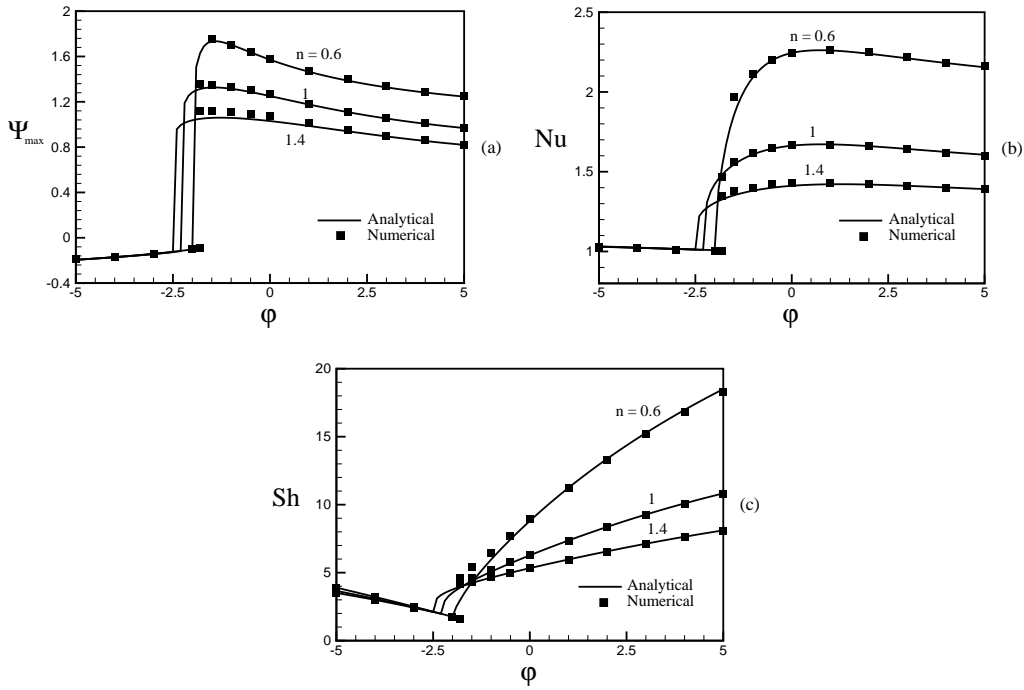 2
1.6
1.2
0.8
0.4
0
-0.4
-5
-2.5
0
2.5
5
Ψmax
φ
n = 0.6
1
1.4
Analytical
Numerical
(a)
2.5
2
1.5
1
-5
-2.5
0
2.5
5
Nu
φ
n = 0.6
1
1.4
Analytical
Numerical
(b)
20
15
10
5
0
-5
-2.5
0
2.5
5
Sh
φ
n = 0.6
1
1.4
Analytical
Numerical
(c)